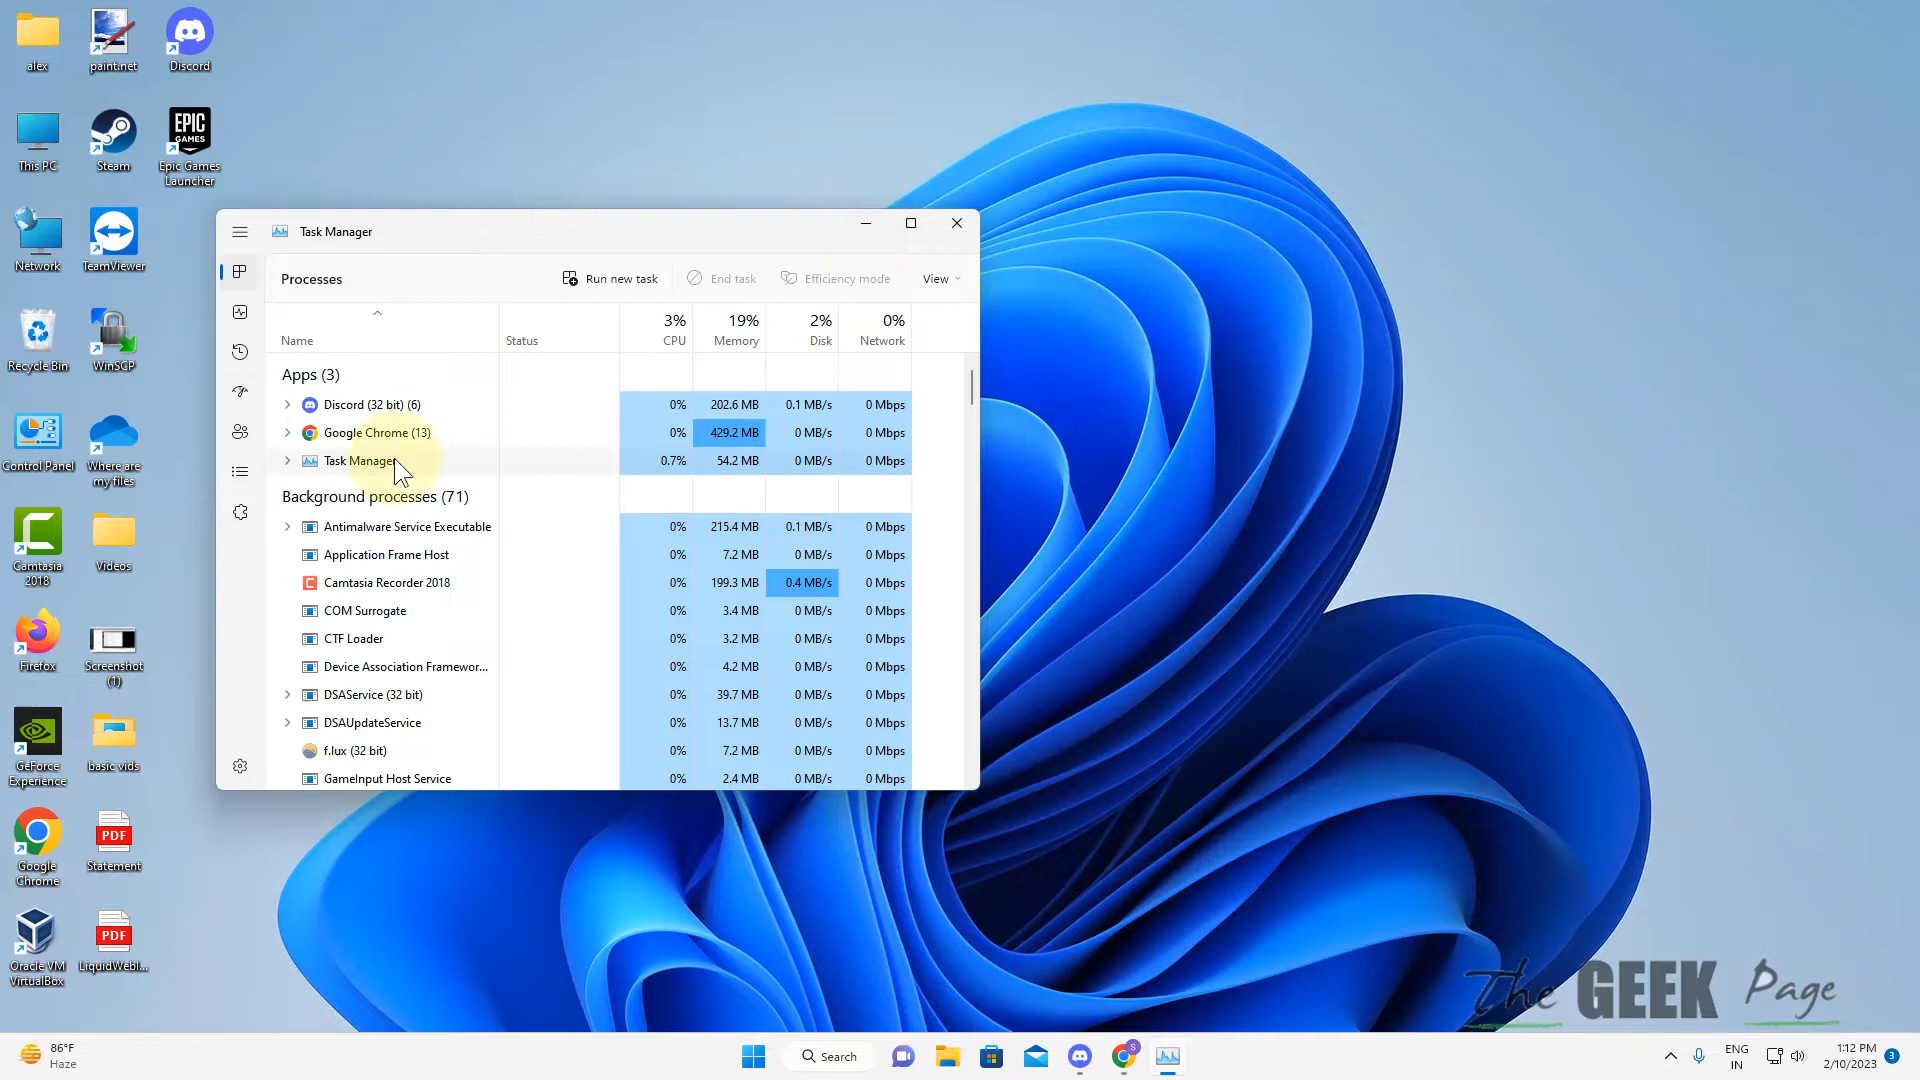 alex
paint.net
Discord
This PC
Steam
EPIC
GAMES
Epic Games
Launcher
Network
TeamViewer
Recycle Bin
WinSCP
Control Panel
Where are
my files
Camtasia
2018
Videos
Firefox
Screenshot
(1)
GeForce
Experience
basic vids
Google
Chrome
PDF
Statement
Oracle VM
VirtualBox
PDF
LiquidWebl...
Task Manager
Processes
Run new task
End task
Efficiency mode
View
Name
Status
3%
CPU
19%
Memory
2%
Disk
0%
Network
Apps (3)
Discord (32 bit) (6) 0% 202.6 MB 0.1 MB/s 0 Mbps
Google Chrome (13) 0% 429.2 MB 0 MB/s 0 Mbps
Task Manager 0.7% 54.2 MB 0 MB/s 0 Mbps
Background processes (71)
Antimalware Service Executable 0% 215.4 MB 0.1 MB/s 0 Mbps
Application Frame Host 0% 7.2 MB 0 MB/s 0 Mbps
Camtasia Recorder 2018 0% 199.3 MB 0.4 MB/s 0 Mbps
COM Surrogate 0% 3.4 MB 0 MB/s 0 Mbps
CTF Loader 0% 3.2 MB 0 MB/s 0 Mbps
Device Association Framewor... 0% 4.2 MB 0 MB/s 0 Mbps
DSAService (32 bit) 0% 39.7 MB 0 MB/s 0 Mbps
DSAUpdateService 0% 13.7 MB 0 MB/s 0 Mbps
f.lux (32 bit) 0% 7.2 MB 0 MB/s 0 Mbps
GameInput Host Service 0% 2.4 MB 0 MB/s 0 Mbps
The GEEK Page
86°F
Haze
Search
S
ENG
IN
1:12 PM
2/10/2023
3